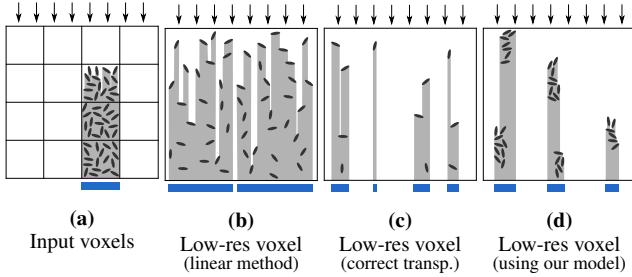 (a)
Input voxels
(b)
Low-res voxel
(linear method)
(c)
Low-res voxel
(correct transp.)
(d)
Low-res voxel
(using our model)